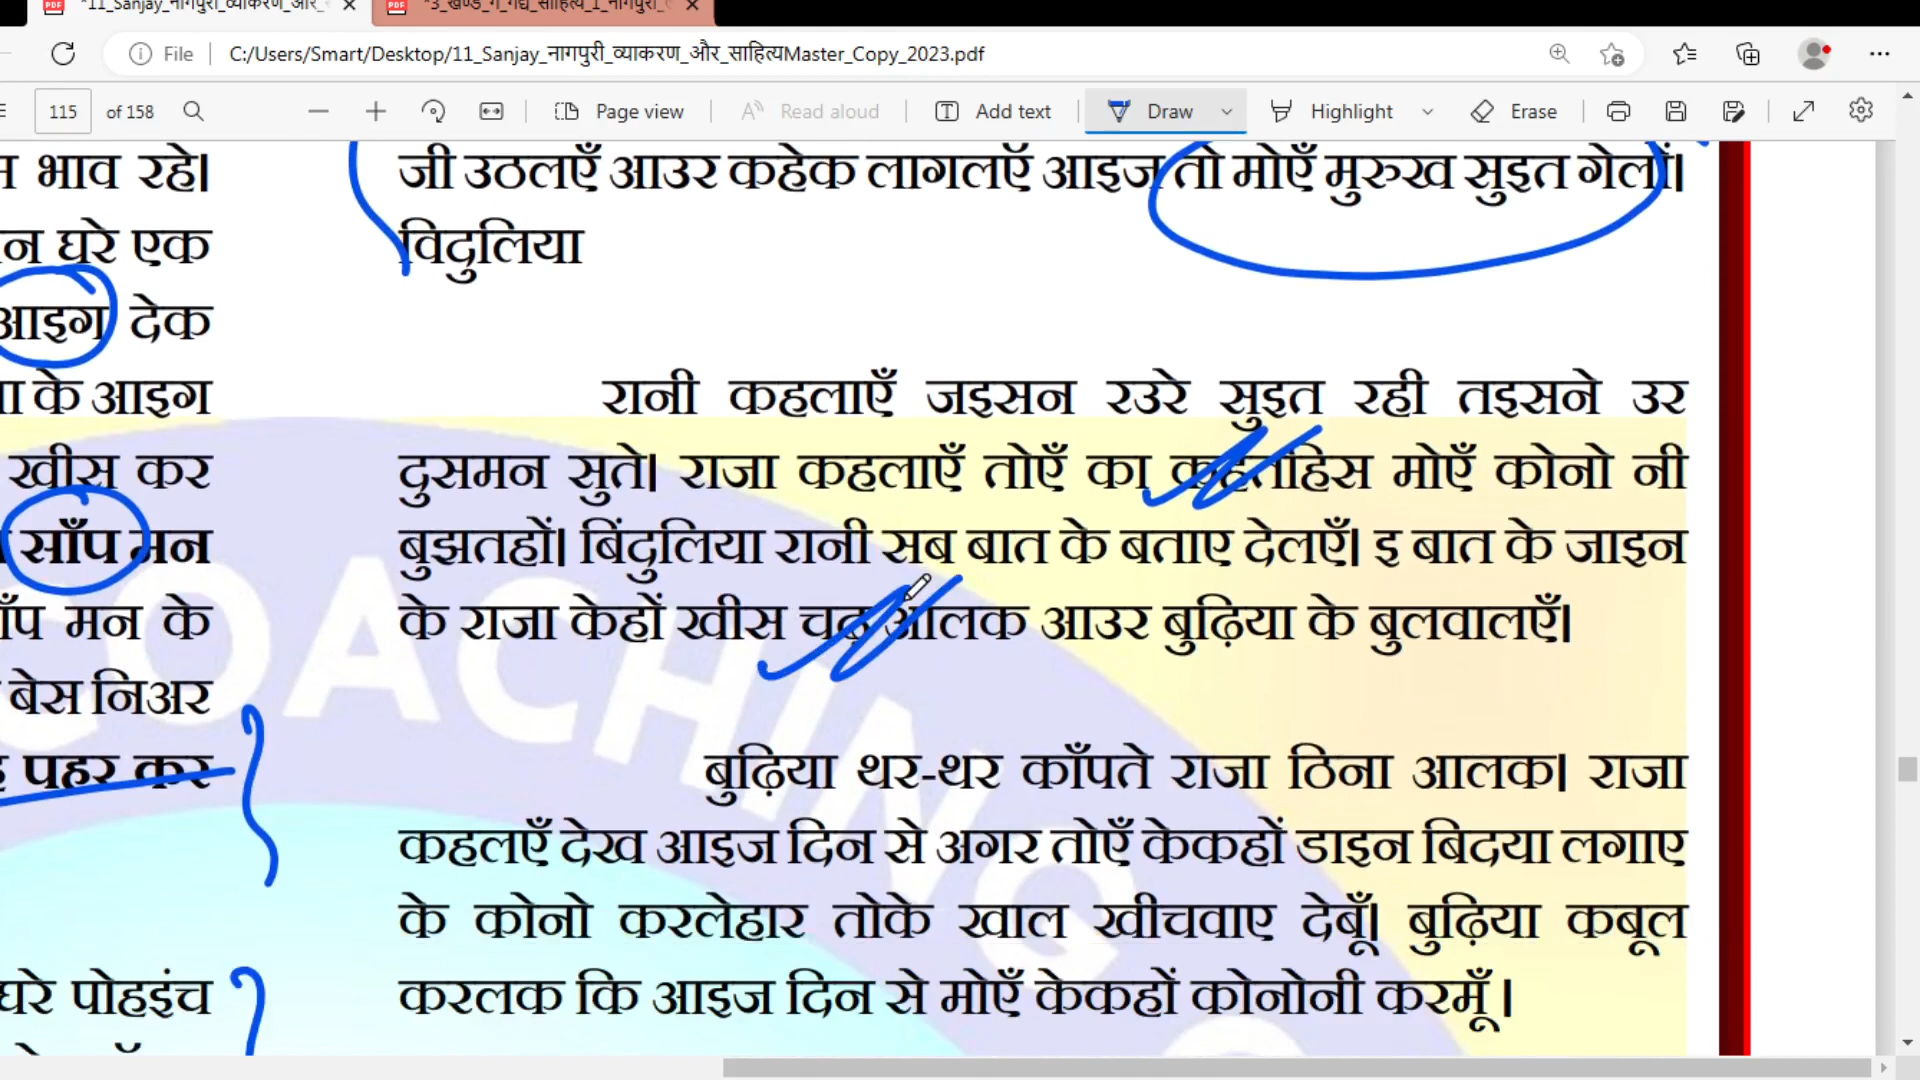 *11_Sanjay_नागपुरी_व्याकरण_और_
*3_खण्ड_ग_गद्य_साहित्य_1_नागपुरी_
File
C:/Users/Smart/Desktop/11_Sanjay_नागपुरी_व्याकरण_और_साहित्यMaster_Copy_2023.pdf
115 of 158
Page view
Read aloud
Add text
Draw
Highlight
Erase
भाव रहे।
घरे एक
आइग देक
के आइग
खीस कर
साँप मन
मन के
बेस निअर
पहर कर
घरे पोहइंच
जी उठलएँ आउर कहेक लागलएँ आइज तो मोएँ मुरुख सुइत गेलों।
विदुलिया
रानी कहलाएँ जइसन रउरे सुइत रही तइसने उर
दुसमन सुते। राजा कहलाएँ तोएँ का कहतहिस मोएँ कोनो नी
बुझतहों। बिंदुलिया रानी सब बात के बताए देलएँ। इ बात के जाइन
के राजा केहों खीस चढ़ आलक आउर बुढ़िया के बुलवालएँ।
बुढ़िया थर-थर काँपते राजा ठिना आलक। राजा
कहलएँ देख आइज दिन से अगर तोएँ केकहों डाइन बिदया लगाए
के कोनो करलेहार तोके खाल खीचवाए देबूँ। बुढ़िया कबूल
करलक कि आइज दिन से मोएँ केकहों कोनोनी करमूँ।
COACHING